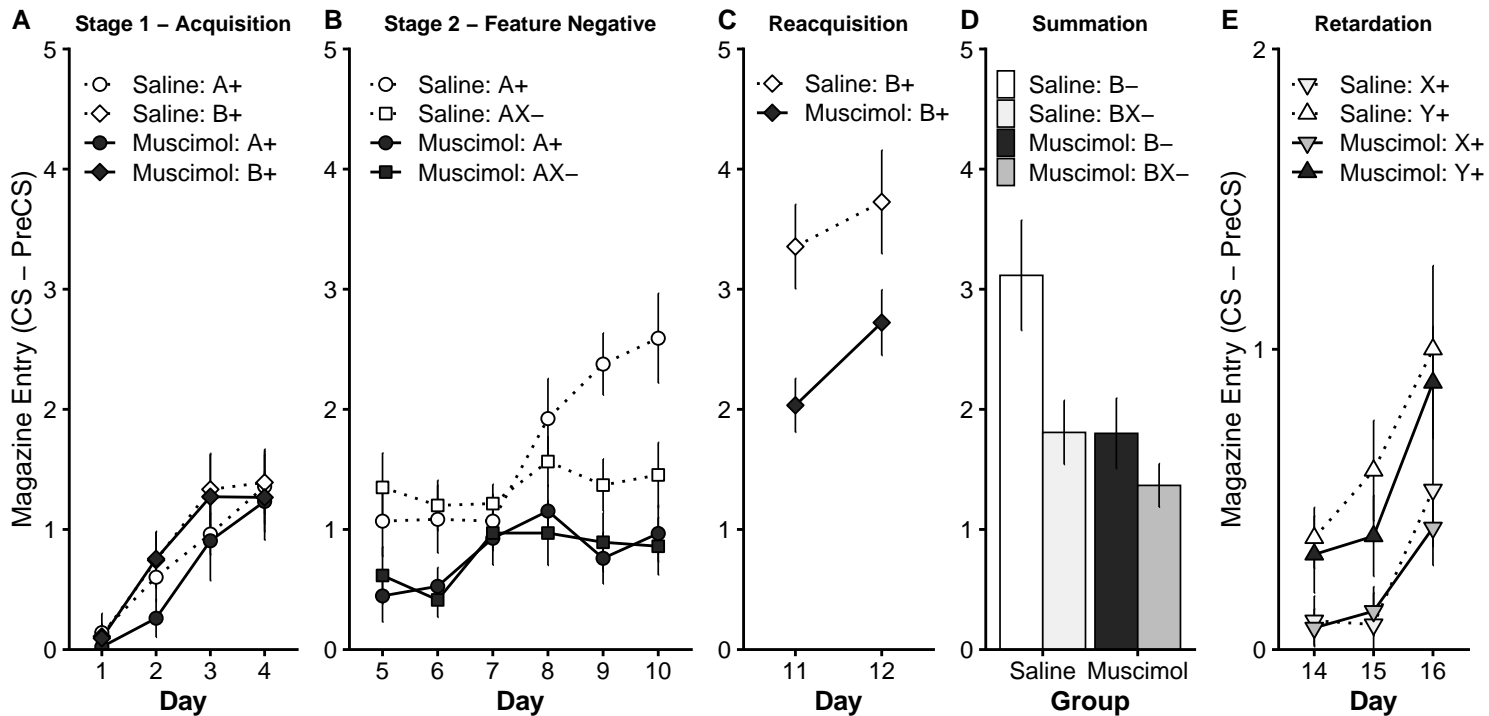 A Stage 1 – Acquisition
Magazine Entry (CS – PreCS)
5
4
3
2
1
0
Saline: A+
Saline: B+
Muscimol: A+
Muscimol: B+
1 2 3 4
Day
B Stage 2 – Feature Negative
5
4
3
2
1
0
Saline: A+
Saline: AX–
Muscimol: A+
Muscimol: AX–
5 6 7 8 9 10
Day
C Reacquisition
5
4
3
2
1
0
Saline: B+
Muscimol: B+
11 12
Day
D Summation
5
4
3
2
1
0
Saline: B–
Saline: BX–
Muscimol: B–
Muscimol: BX–
Saline Muscimol
Group
E Retardation
Magazine Entry (CS – PreCS)
2
1
0
Saline: X+
Saline: Y+
Muscimol: X+
Muscimol: Y+
14 15 16
Day